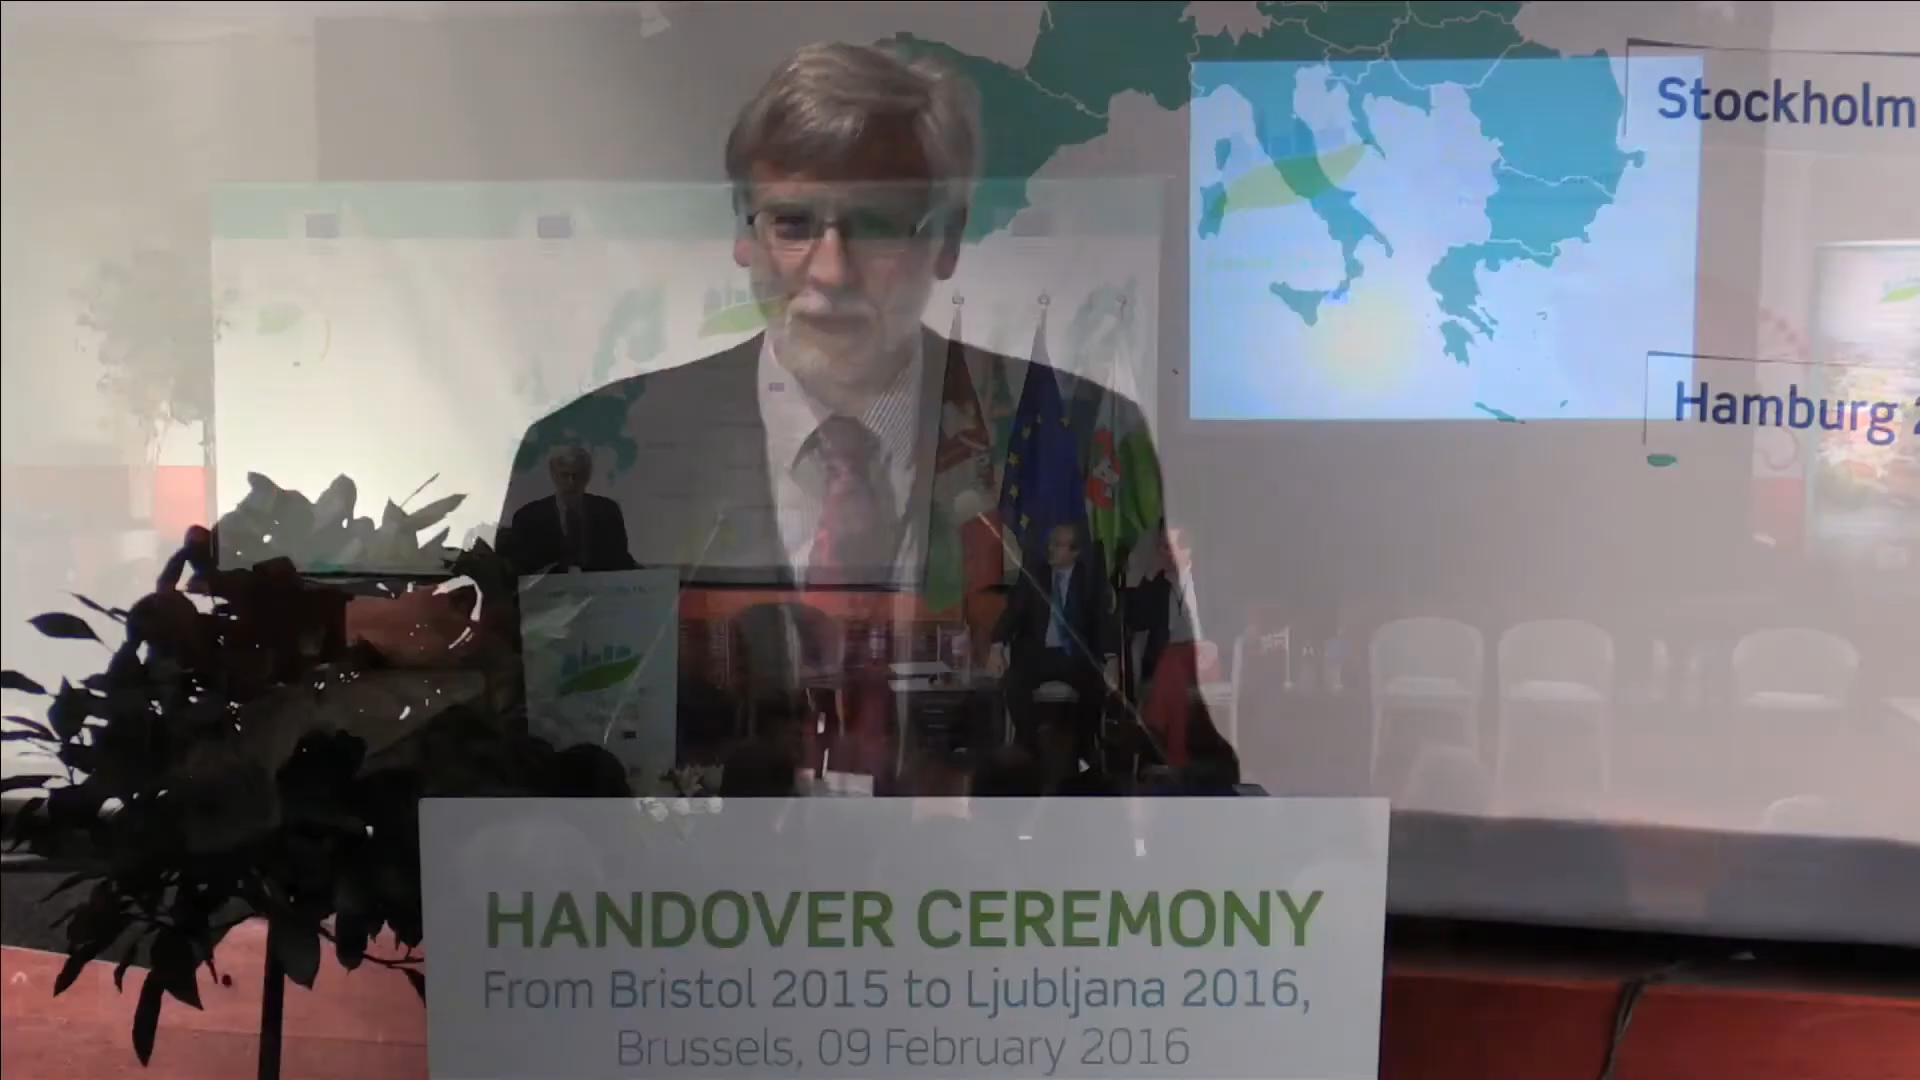 Stockholm
Hamburg
HANDOVER CEREMONY
From Bristol 2015 to Ljubljana 2016,
Brussels, 09 February 2016